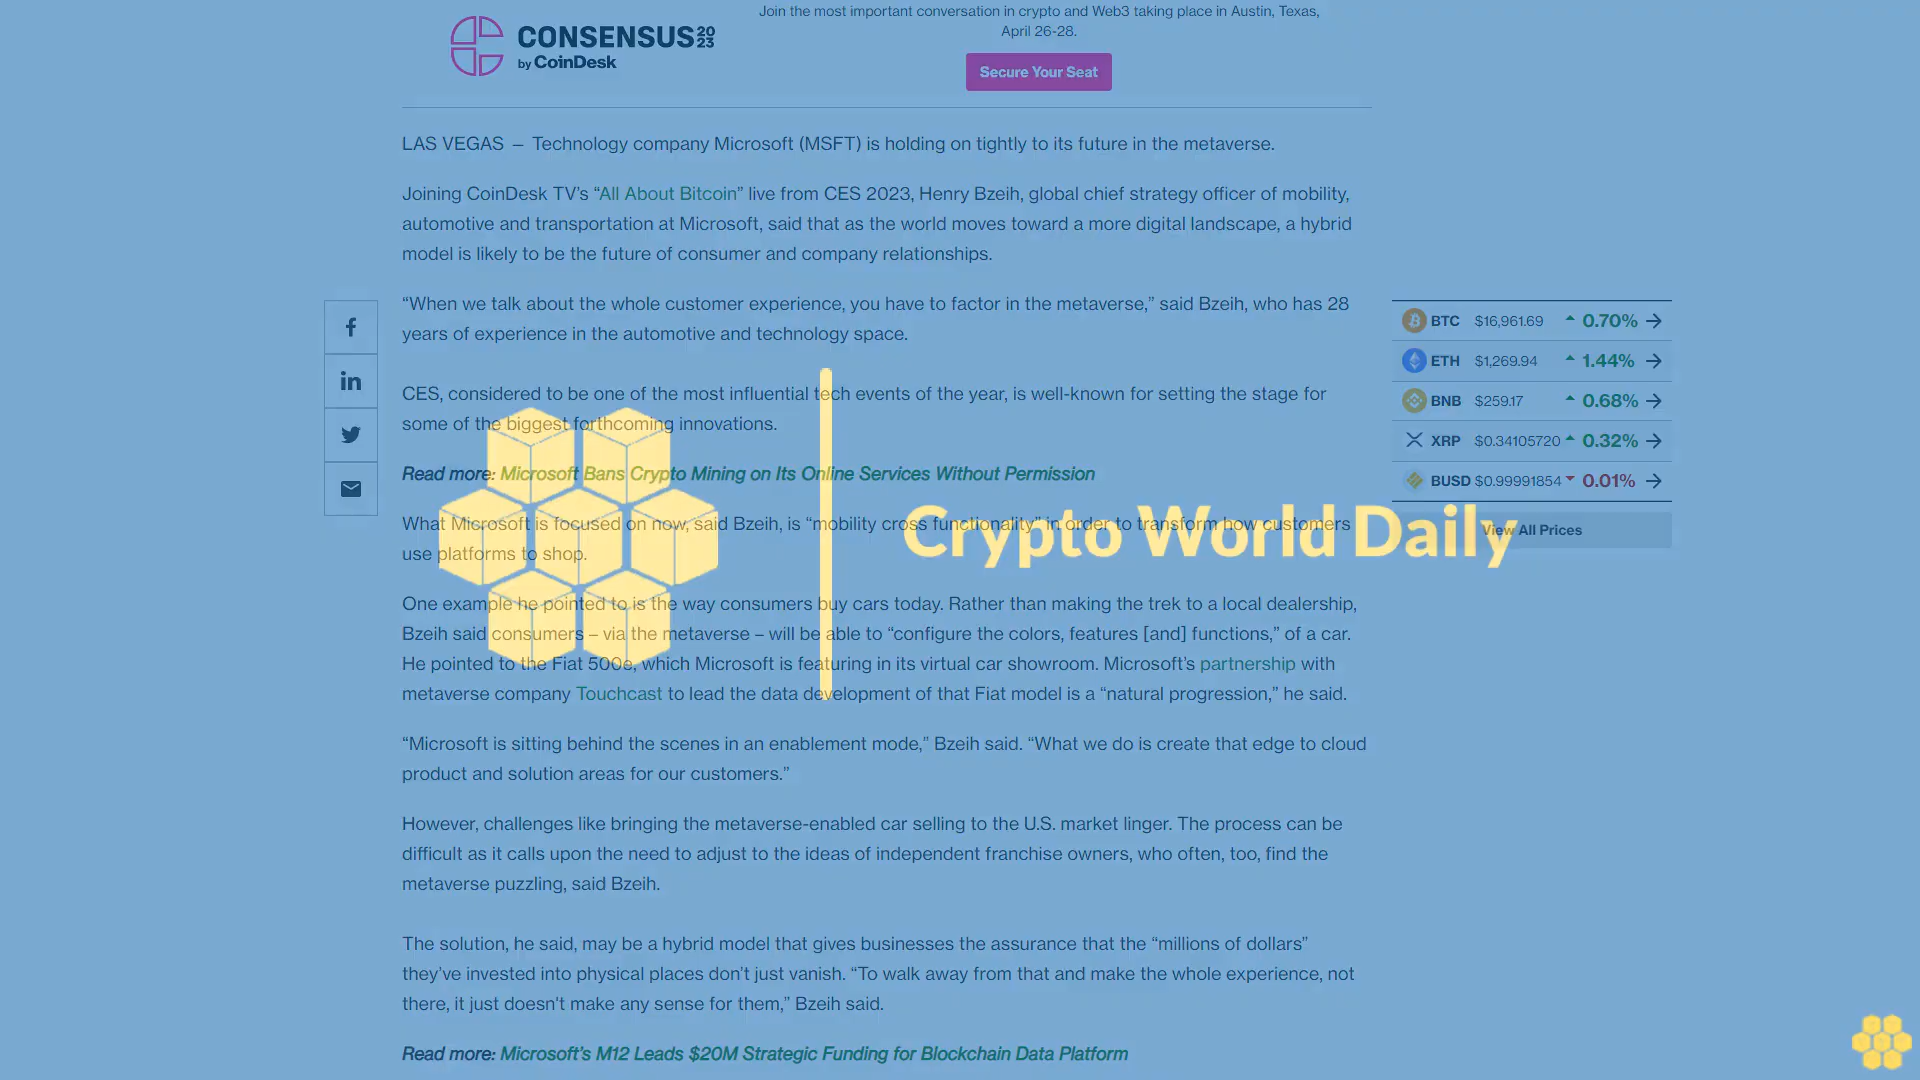 Join the most important conversation in crypto and Web3 taking place in Austin, Texas,
April 26-28.
CONSENSUS 2023
by CoinDesk
Secure Your Seat
LAS VEGAS — Technology company Microsoft (MSFT) is holding on tightly to its future in the metaverse.
Joining CoinDesk TV's “All About Bitcoin” live from CES 2023, Henry Bzeih, global chief strategy officer of mobility,
automotive and transportation at Microsoft, said that as the world moves toward a more digital landscape, a hybrid
model is likely to be the future of consumer and company relationships.
“When we talk about the whole customer experience, you have to factor in the metaverse,” said Bzeih, who has 28
years of experience in the automotive and technology space.
CES, considered to be one of the most influential tech events of the year, is well-known for setting the stage for
some of the biggest forthcoming innovations.
Read more: Microsoft Bans Crypto Mining on Its Online Services Without Permission
What Microsoft is focused on now, said Bzeih, is “mobility cross functionality” in order to transform how customers
use platforms to shop.
One example he pointed to is the way consumers buy cars today. Rather than making the trek to a local dealership,
Bzeih said consumers – via the metaverse – will be able to “configure the colors, features [and] functions,” of a car.
He pointed to the Fiat 500e, which Microsoft is featuring in its virtual car showroom. Microsoft's partnership with
metaverse company Touchcast to lead the data development of that Fiat model is a “natural progression,” he said.
“Microsoft is sitting behind the scenes in an enablement mode,” Bzeih said. “What we do is create that edge to cloud
product and solution areas for our customers.”
However, challenges like bringing the metaverse-enabled car selling to the U.S. market linger. The process can be
difficult as it calls upon the need to adjust to the ideas of independent franchise owners, who often, too, find the
metaverse puzzling, said Bzeih.
The solution, he said, may be a hybrid model that gives businesses the assurance that the “millions of dollars”
they've invested into physical places don't just vanish. “To walk away from that and make the whole experience, not
there, it just doesn't make any sense for them,” Bzeih said.
Read more: Microsoft's M12 Leads $20M Strategic Funding for Blockchain Data Platform
BTC $16,961.69 0.70%
ETH $1,269.94 1.44%
BNB $259.17 0.68%
XRP $0.34105720 0.32%
BUSD $0.99991854 0.01%
View All Prices
Crypto World Daily